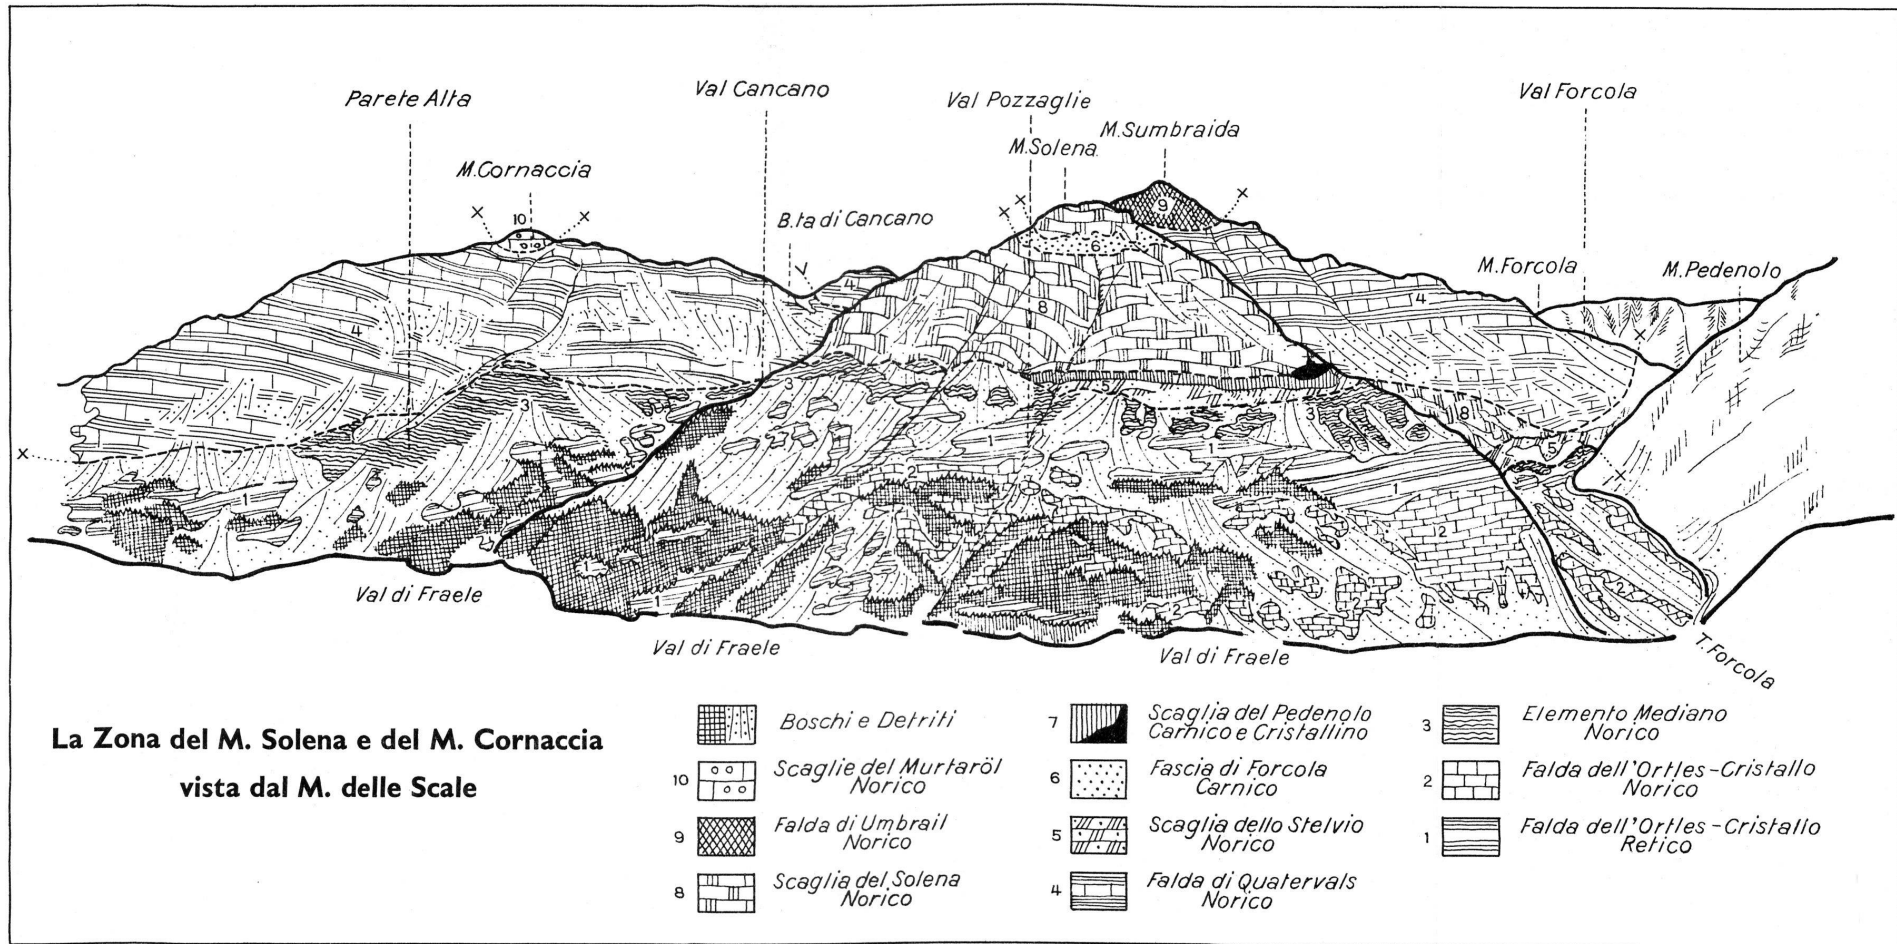 Parete Alta
Val Cancano
Val Pozzaglie
Val Forcola
M. Sumbraida
M. Solena.
M. Cornaccia
B.ta di Cancano
M. Forcola
M. Pedenolo
x
10
x
x
x
9
x
6
4
4
8
4
x
3
5
3
3
8
1
1
5
x
x
2
1
1
2
1
2
2
Val di Fraele
Val di Fraele
Val di Fraele
T. Forcola
La Zona del M. Solena e del M. Cornaccia
vista dal M. delle Scale
Boschi e Detriti
10 Scaglie del Murtaröl
Norico
9 Falda di Umbrail
Norico
8 Scaglia del Solena
Norico
7 Scaglia del Pedenolo
Carnico e Cristallino
6 Fascia di Forcola
Carnico
5 Scaglia dello Stelvio
Norico
4 Falda di Quatervals
Norico
3 Elemento Mediano
Norico
2 Falda dell'Ortles-Cristallo
Norico
1 Falda dell'Ortles-Cristallo
Retico